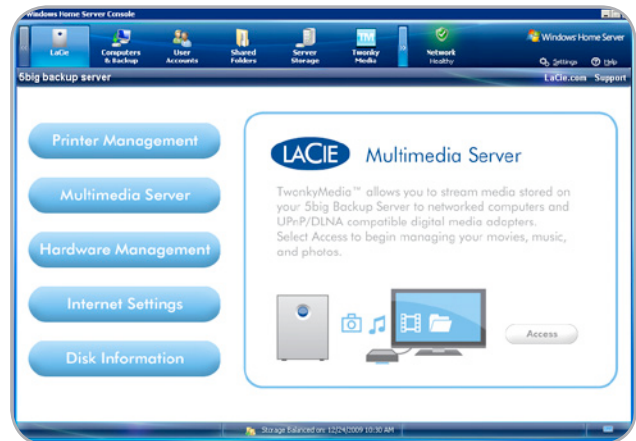 Windows Home Server Console
LaCie
Computers & Backup
User Accounts
Shared Folders
Server Storage
Twonky Media
Network Healthy
Windows Home Server
Settings
Help
5big backup server
LaCie.com Support
Printer Management
Multimedia Server
Hardware Management
Internet Settings
Disk Information
LACIE Multimedia Server
TwonkyMedia™ allows you to stream media stored on
your 5big Backup Server to networked computers and
UPnP/DLNA compatible digital media adapters.
Select Access to begin managing your movies, music,
and photos.
TM
Access
Storage Balanced on: 12/24/2009 10:30 AM